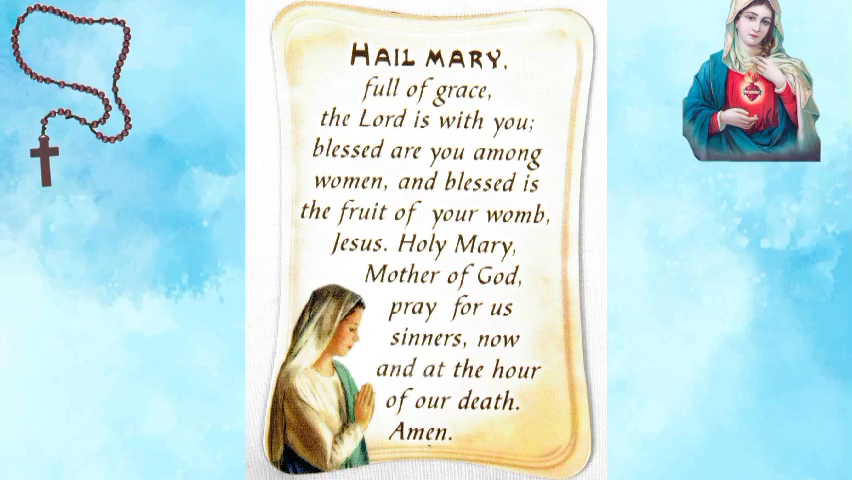 HAIL MARY,
full of grace,
the Lord is with you;
blessed are you among
women, and blessed is
the fruit of your womb,
Jesus. Holy Mary,
Mother of God,
pray for us
sinners, now
and at the hour
of our death.
Amen.